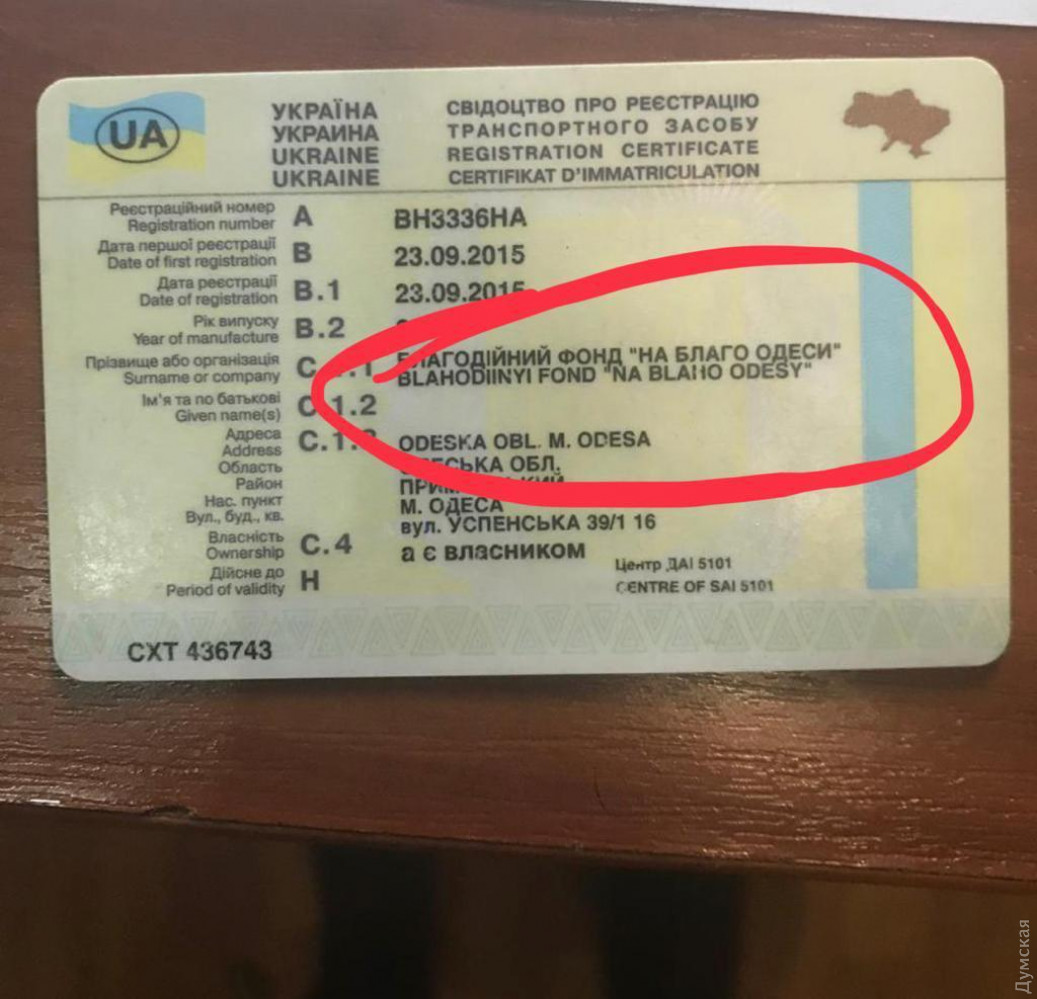 UA
УКРАЇНА
УКРАИНА
UKRAINE
UKRAINE
СВІДОЦТВО ПРО РЕЄСТРАЦІЮ
ТРАНСПОРТНОГО ЗАСОБУ
REGISTRATION CERTIFICATE
CERTIFIKAT D'IMMATRICULATION
Реєстраційний номер
Registration number
A
ВН3336НА
Дата першої реєстрації
Date of first registration
B
23.09.2015
Дата реєстрації
Date of registration
B.1
23.09.2015
Рік випуску
Year of manufacture
B.2
Прізвище або організація
Surname or company
БЛАГОДІЙНИЙ ФОНД "НА БЛАГО ОДЕСИ"
BLAHODIINYI FOND "NA BLAHO ODESY"
Ім'я та по батькові
Given name(s)
C.1.2
Адреса
Address
C.1.3
ODESKA OBL. M. ODESA
Область
ОДЕСЬКА ОБЛ.
Район
Нас. пункт
М. ОДЕСА
Вул., буд., кв.
вул. УСПЕНСЬКА 39/1 16
Власність
Ownership
C.4
а є власником
Дійсне до
Period of validity
H
Центр ДАІ 5101
CENTRE OF SAI 5101
СХТ 436743
Думская